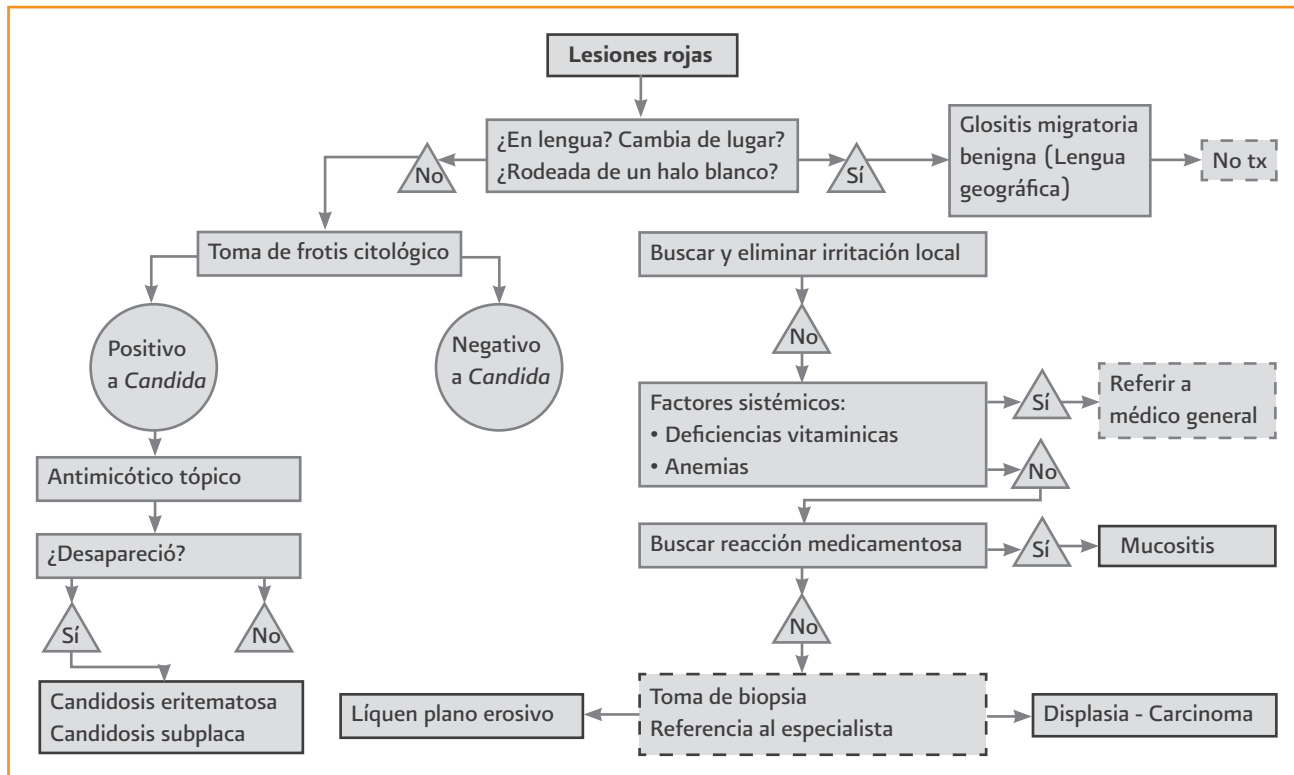 Lesiones rojas
¿En lengua? Cambia de lugar?
¿Rodeada de un halo blanco?
No
Sí
Glositis migratoria
benigna (Lengua
geográfica)
No tx
Toma de frotis citológico
Positivo
a Candida
Negativo
a Candida
Antimicótito tópico
¿Desapareció?
Sí
No
Candidosis eritematosa
Candidosis subplaca
Buscar y eliminar irritación local
No
Factores sistémicos:
• Deficiencias vitaminicas
• Anemias
Sí
Referir a
médico general
No
Buscar reacción medicamentosa
Sí
Mucositis
No
Toma de biopsia
Referencia al especialista
Líquen plano erosivo
Displasia - Carcinoma